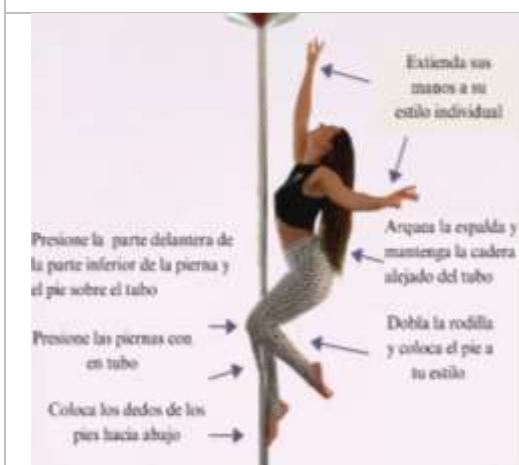 Extienda sus
manos a su
estilo individual
Arquea la espalda y
mantenga la cadera
alejado del tubo
Presione la parte delantera de
la parte inferior de la pierna y
el pie sobre el tubo
Dobla la rodilla
y coloca el pie a
tu estilo
Presione las piernas con
en tubo
Coloca los dedos de los
pies hacia abajo